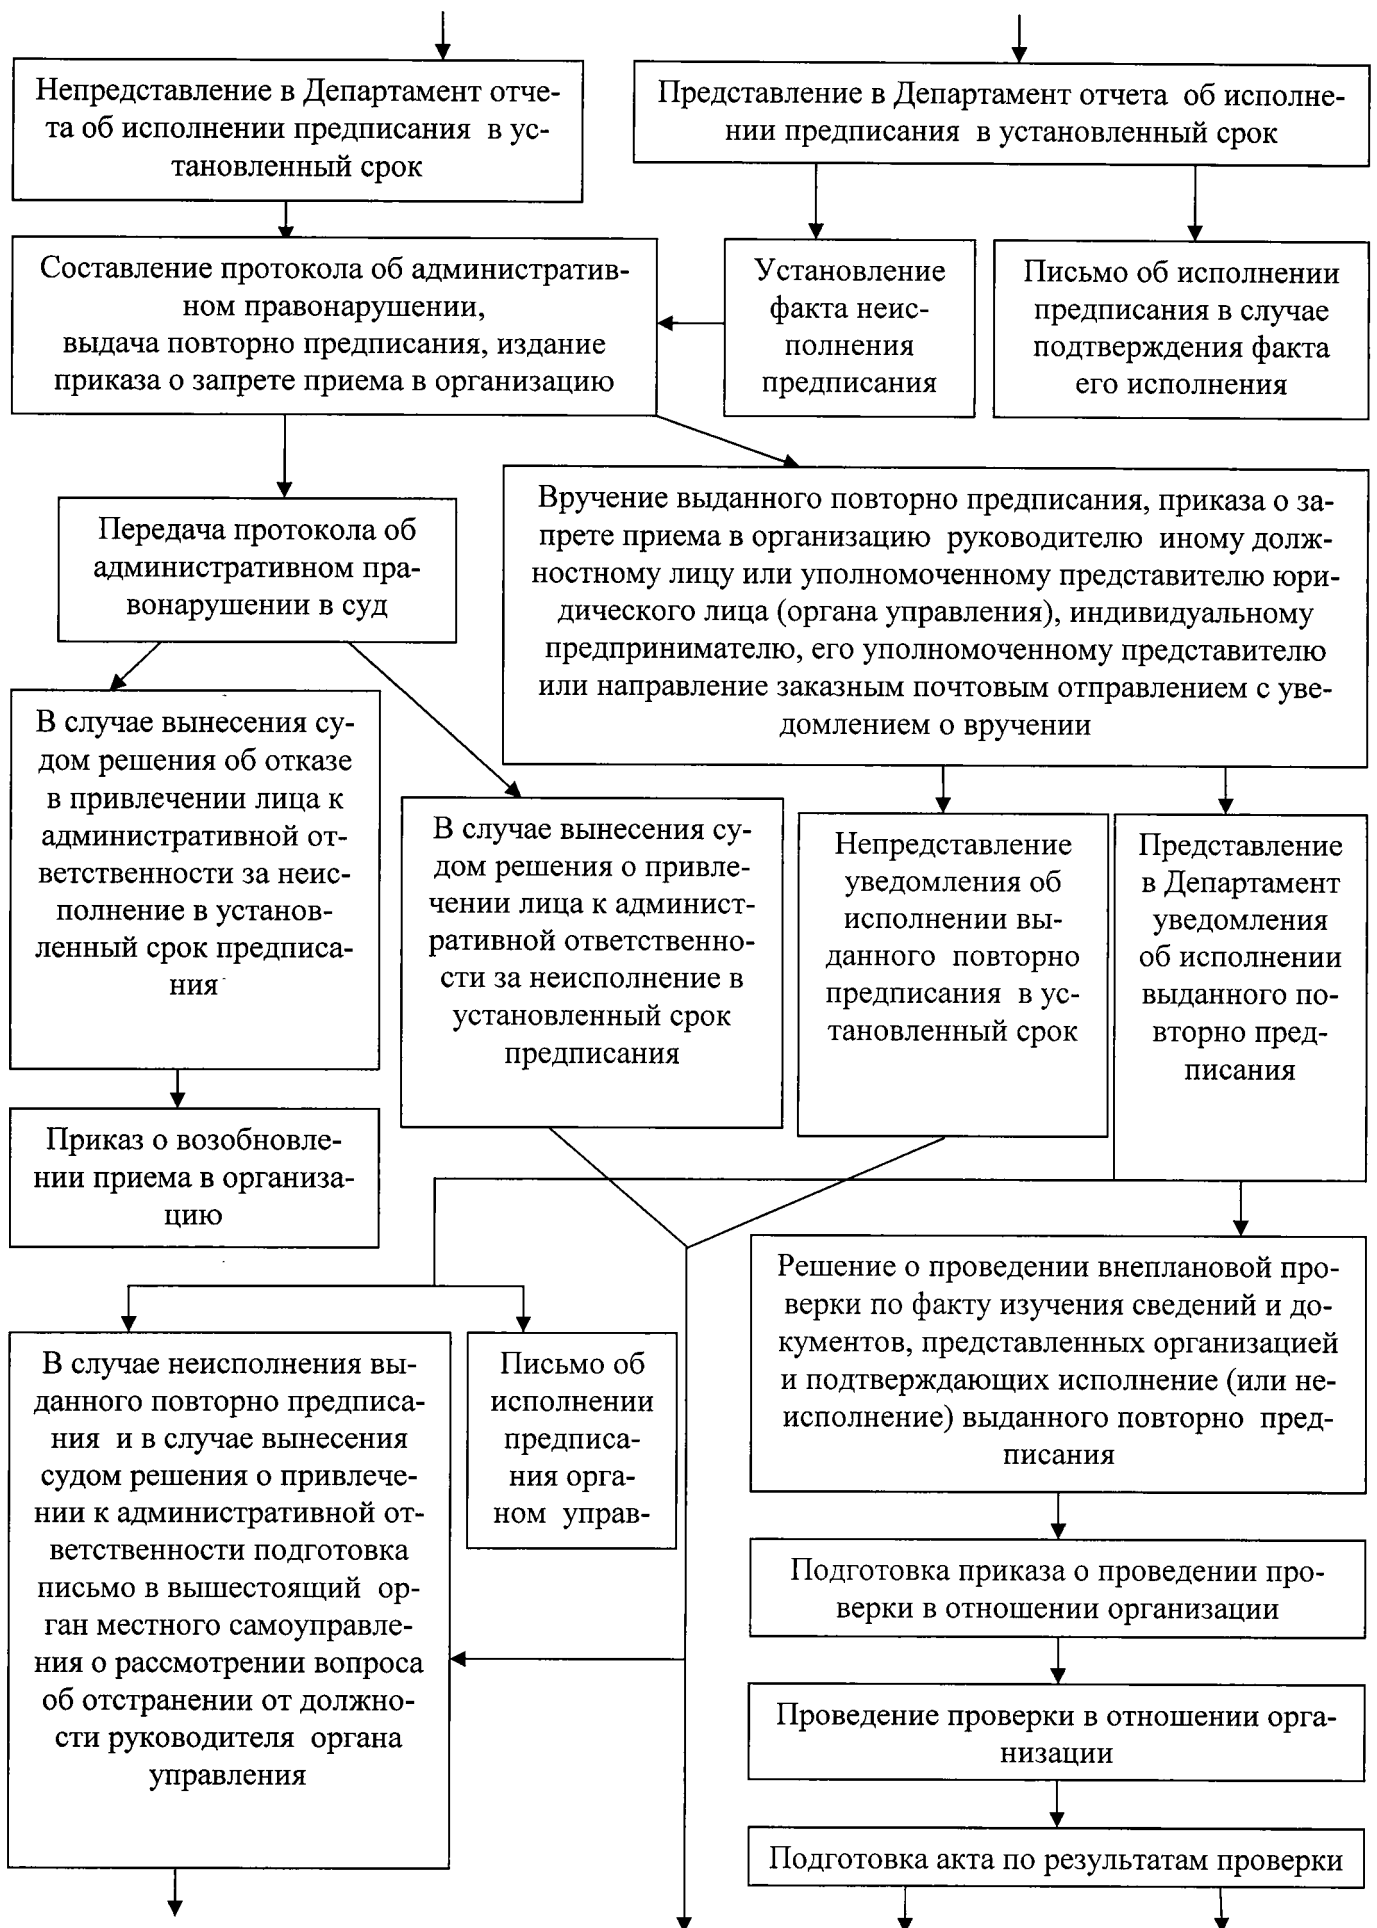 Непредставление в Департамент отче-
та об исполнении предписания в ус-
тановленный срок
Представление в Департамент отчета об исполне-
нии предписания в установленный срок
Составление протокола об административ-
ном правонарушении,
выдача повторно предписания, издание
приказа о запрете приема в организацию
Установление
факта неис-
полнения
предписания
Письмо об исполнении
предписания в случае
подтверждения факта
его исполнения
Передача протокола об
административном пра-
вонарушении в суд
Вручение выданного повторно предписания, приказа о за-
прете приема в организацию руководителю иному долж-
ностному лицу или уполномоченному представителю юри-
дического лица (органа управления), индивидуальному
предпринимателю, его уполномоченному представителю
или направление заказным почтовым отправлением с уве-
домлением о вручении
В случае вынесения су-
дом решения об отказе
в привлечении лица к
административной от-
ветственности за неис-
полнение в установ-
ленный срок предписа-
ния
В случае вынесения су-
дом решения о привле-
чении лица к админист-
ративной ответственно-
сти за неисполнение в
установленный срок
предписания
Непредставление
уведомления об
исполнении вы-
данного повторно
предписания в ус-
тановленный срок
Представление
в Департамент
уведомления
об исполнении
выданного по-
вторно пред-
писания
Приказ о возобновле-
нии приема в организа-
цию
Решение о проведении внеплановой про-
верки по факту изучения сведений и до-
кументов, представленных организацией
и подтверждающих исполнение (или не-
исполнение) выданного повторно пред-
писания
В случае неисполнения вы-
данного повторно предписа-
ния и в случае вынесения
судом решения о привлече-
нии к административной от-
ветственности подготовка
письмо в вышестоящий ор-
ган местного самоуправле-
ния о рассмотрении вопроса
об отстранении от должно-
сти руководителя органа
управления
Письмо об
исполнении
предписа-
ния орга-
ном управ-
Подготовка приказа о проведении про-
верки в отношении организации
Проведение проверки в отношении орга-
низации
Подготовка акта по результатам проверки